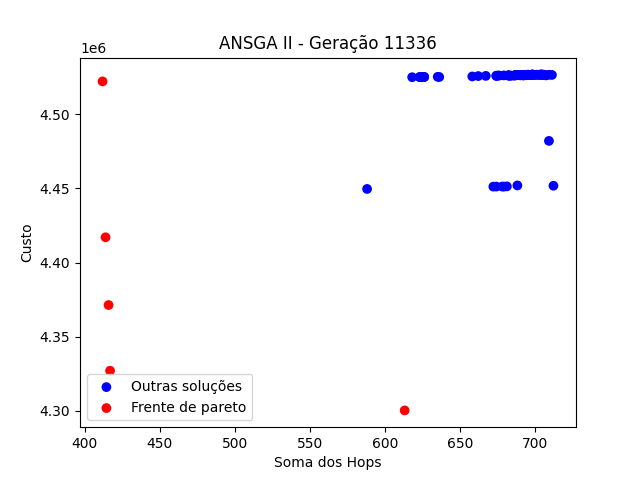 ANSGA II - Geração 11336
1e6
4.50
4.45
4.40
4.35
4.30
Custo
Outras soluções
Frente de pareto
400 450 500 550 600 650 700
Soma dos Hops